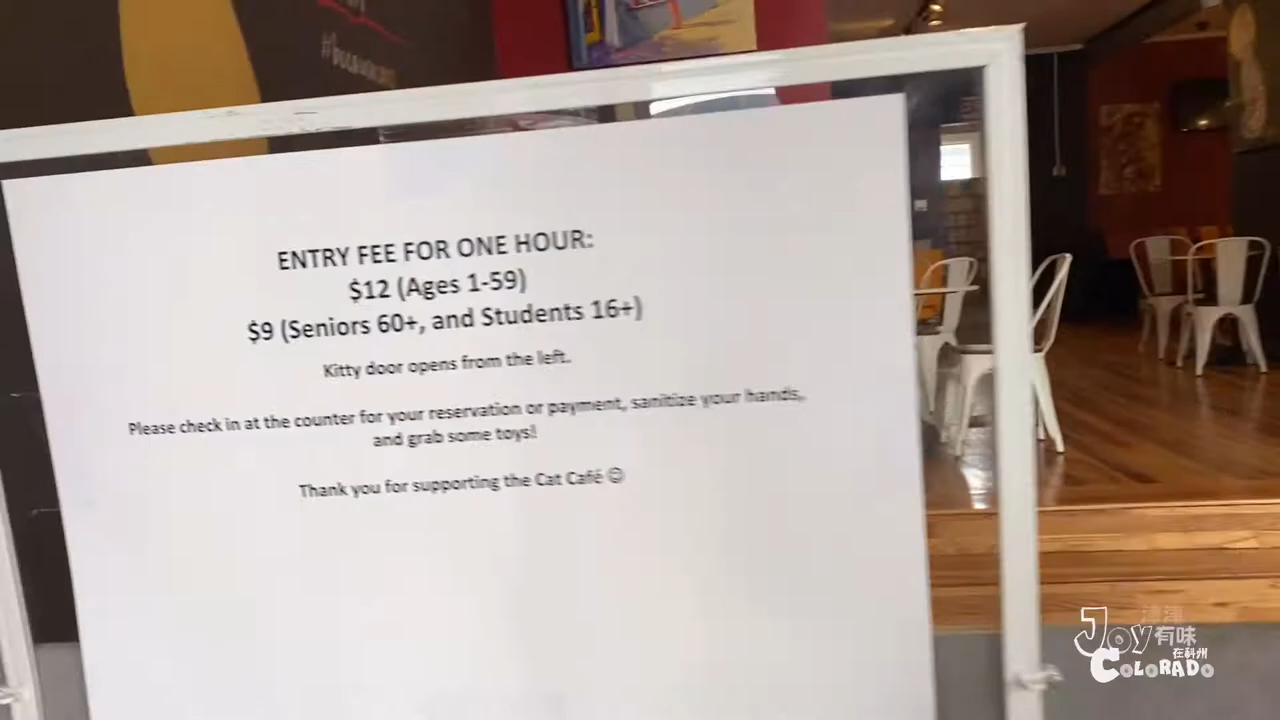 ENTRY FEE FOR ONE HOUR:
$12 (Ages 1-59)
$9 (Seniors 60+, and Students 16+)
Kitty door opens from the left.
Please check in at the counter for your reservation or payment, sanitize your hands,
and grab some toys!
Thank you for supporting the Cat Café ☺
Joy 有味
在科州
COLORADO